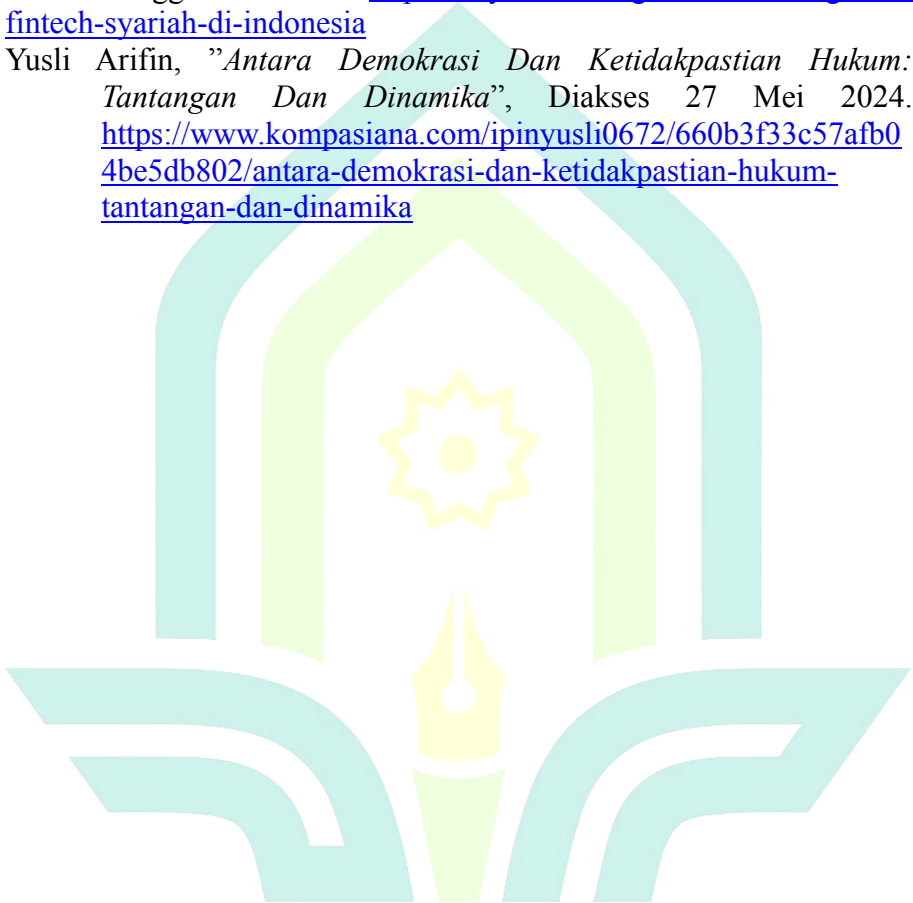 fintech-syariah-di-indonesia
Yusli Arifin, ”Antara Demokrasi Dan Ketidakpastian Hukum:
Tantangan Dan Dinamika”, Diakses 27 Mei 2024.
https://www.kompasiana.com/ipinyusli0672/660b3f33c57afb0
4be5db802/antara-demokrasi-dan-ketidakpastian-hukum-
tantangan-dan-dinamika